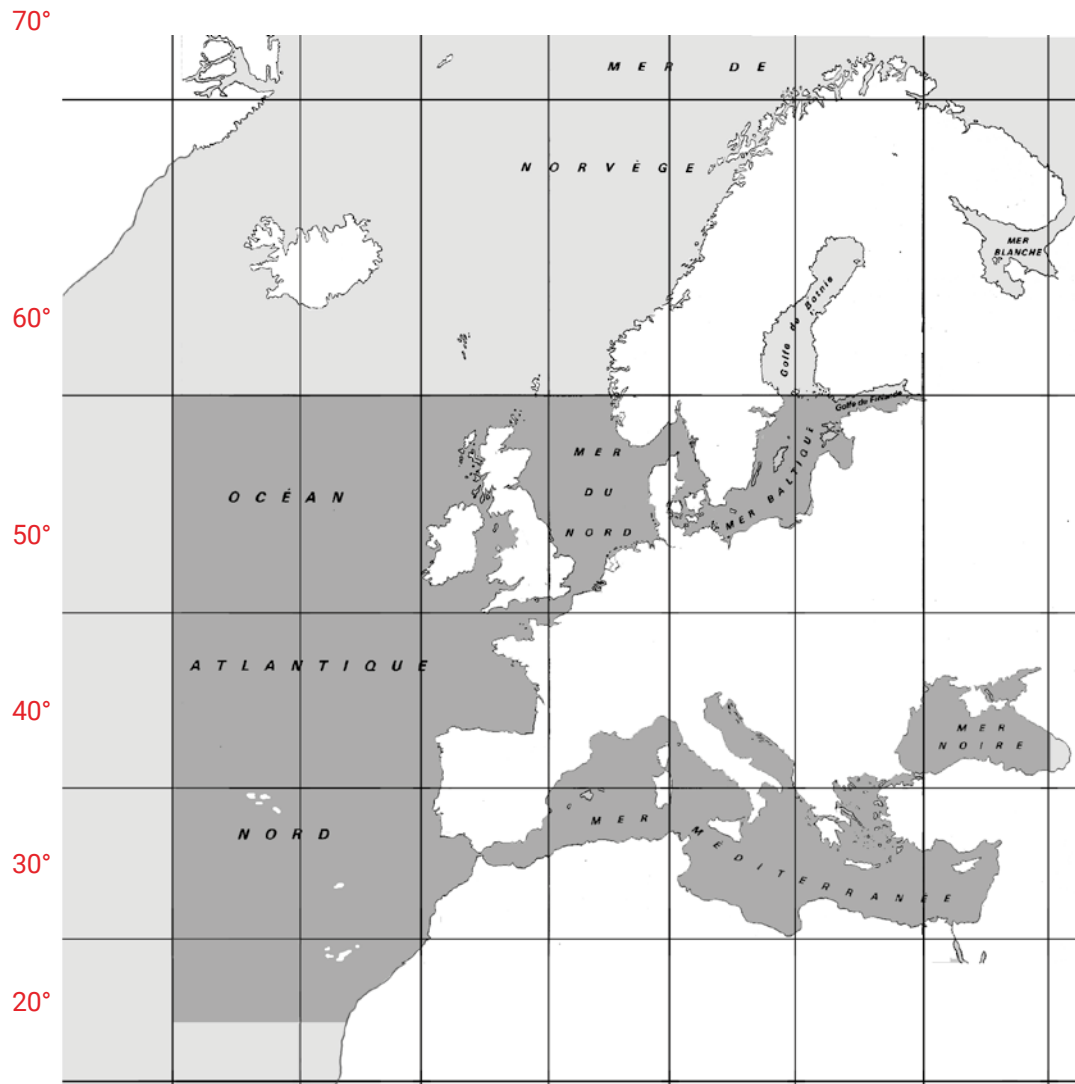 70°
MER DE
NORVÈGE
MER
BLANCHE
60°
Golfe de Botnie
Golfe de Finlande
MER
DU
NORD
OCÉAN
MER BALTIQUE
50°
ATLANTIQUE
40°
MER
NOIRE
NORD
MER
MÉDITERRANÉE
30°
20°